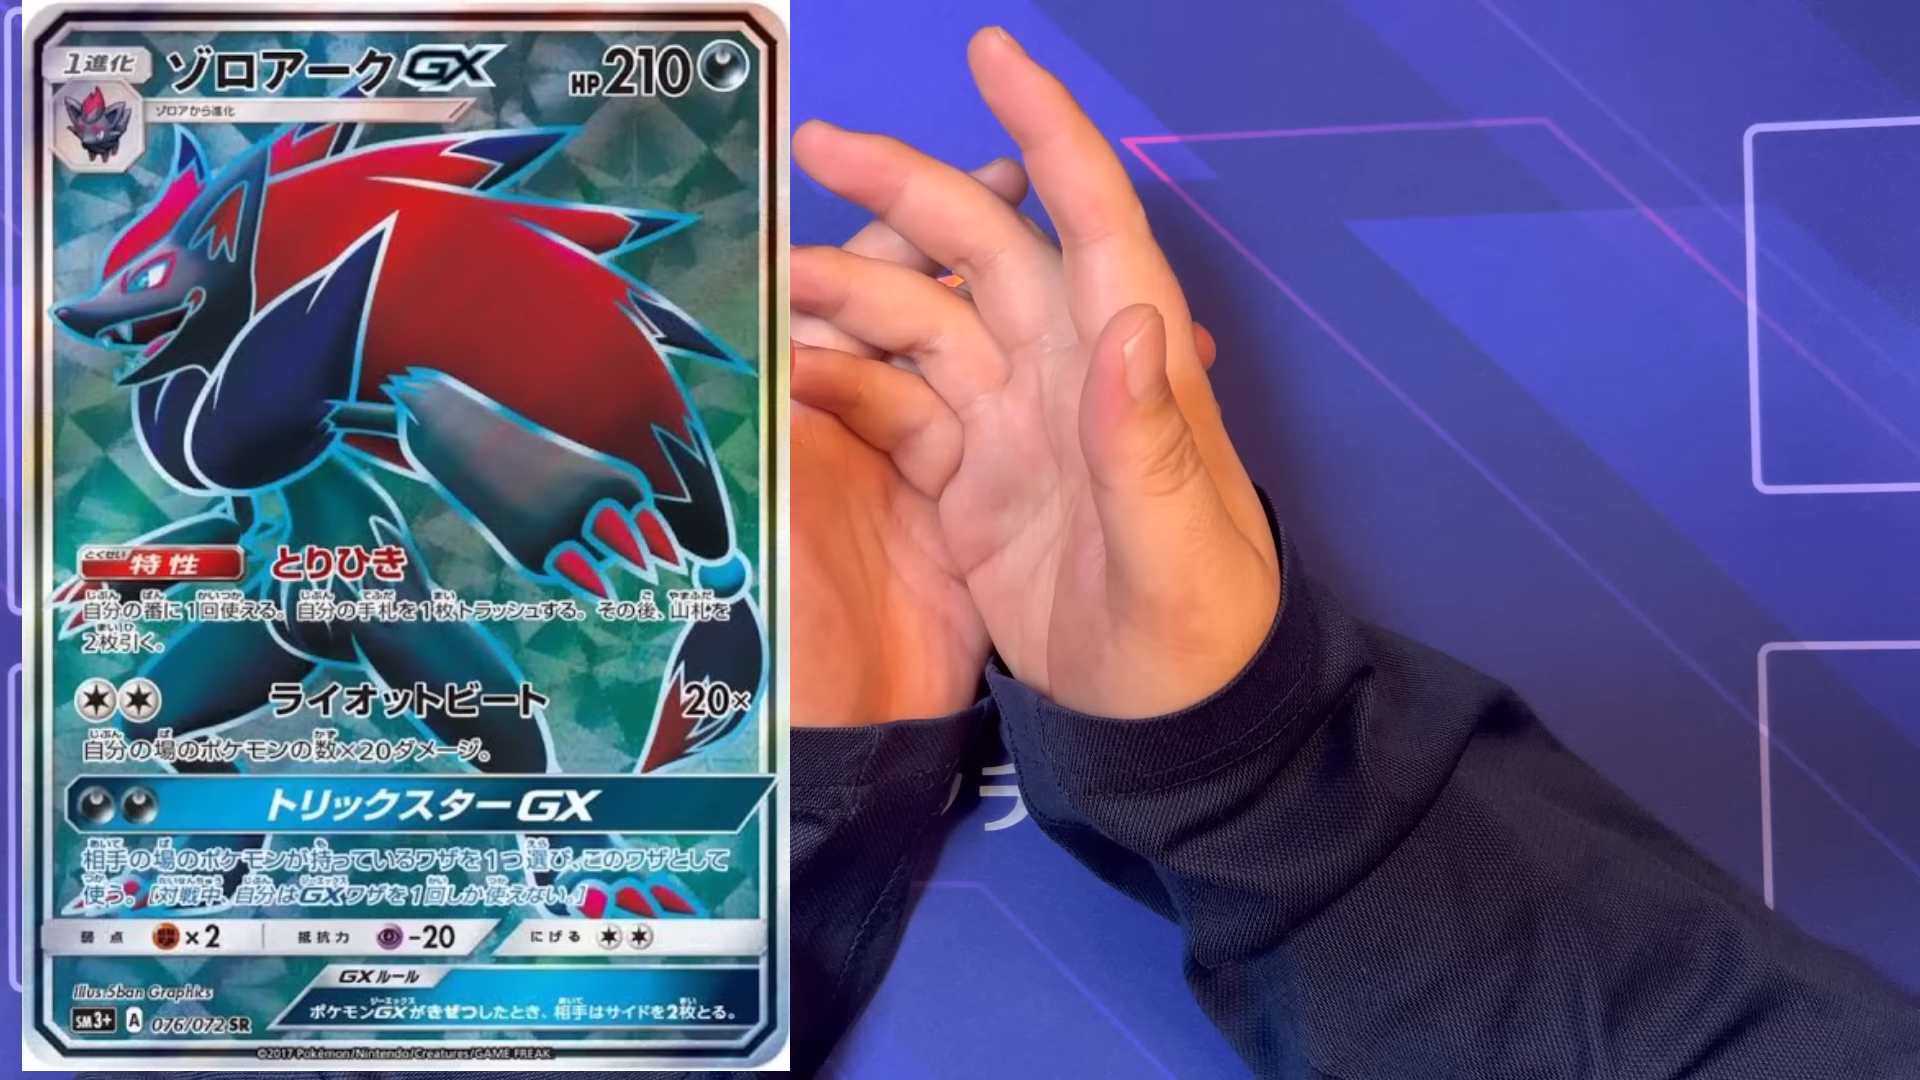 1進化 ゾロアークGX HP210
ゾロアから進化
とくせい
特性 とりひき
自分の番に1回使える。自分の手札を1枚トラッシュする。その後、山札を
2枚引く。
ライオットビート 20×
自分の場のポケモンの数×20ダメージ。
トリックスターGX
相手の場のポケモンが持っているワザを1つ選び、このワザとして
使う。[対戦中、自分はGXワザを1回しか使えない。]
弱点 ×2 抵抗力 -20 にげる
GXルール
ポケモンGXがきぜつしたとき、相手はサイドを2枚とる。
illus.5ban Graphics
SM3+ A 076/072 SR
©2017 Pokémon/Nintendo/Creatures/GAME FREAK.